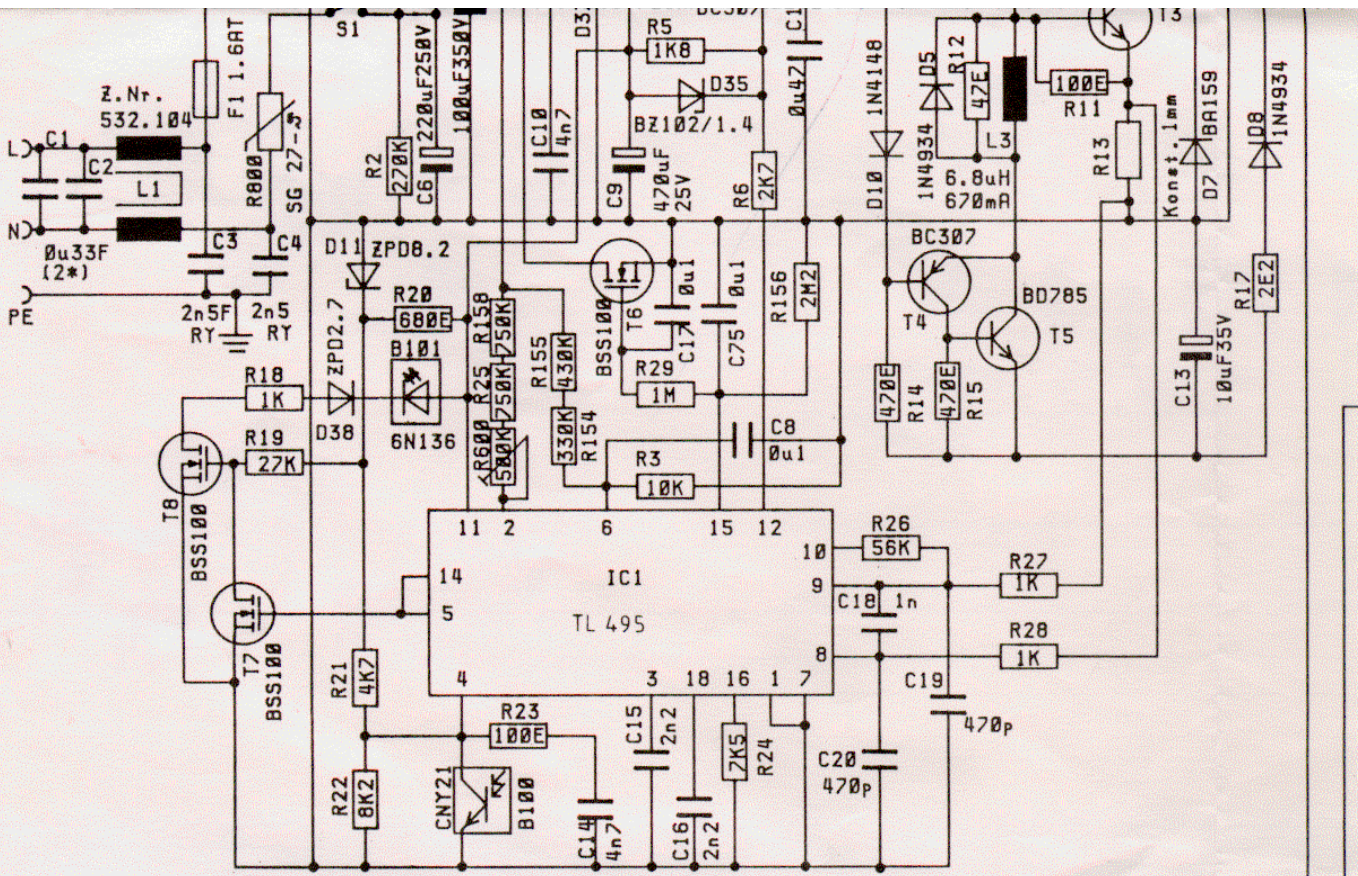 S1
R5
1K8
BC307
T3
F1 1.6AT
220uF250V
100uF350V
C10
4n7
D35
BZ102/1.4
0u47
1N4148
D5
R12
47E
100E
R11
BA159
D8
1N4934
Z.Nr.
532.104
L
C1
C2
L1
R800
SG 27-
R2
270K
C6
C9
470uF
25V
R6
2K7
D10
1N4934
L3
6.8uH
670mA
R13
Konst.1mm
D7
N
0u33F
(2*)
C3
C4
D11
ZPD8.2
PE
2n5F
RY
2n5
RY
R20
680E
R158
750K
BSS100
T6
0u1
C17
0u1
C75
R156
2M2
BC307
T4
BD785
T5
R17
2E2
ZPD2.7
B101
R155
430K
R29
1M
470E
R14
470E
R15
C13
10uF35V
R18
1K
D38
6N136
R25
750K
R600
500K
330K
R154
C8
0u1
R19
27K
R3
10K
T8
BSS100
11
2
6
15
12
10
R26
56K
14
IC1
9
R27
1K
5
TL 495
C18
1n
T7
BSS100
8
R28
1K
R21
4K7
4
3
18
16
1
7
C19
470p
R23
100E
C15
2n2
7K5
R24
C20
470p
R22
8K2
CNY21
B100
C14
4n7
C16
2n2